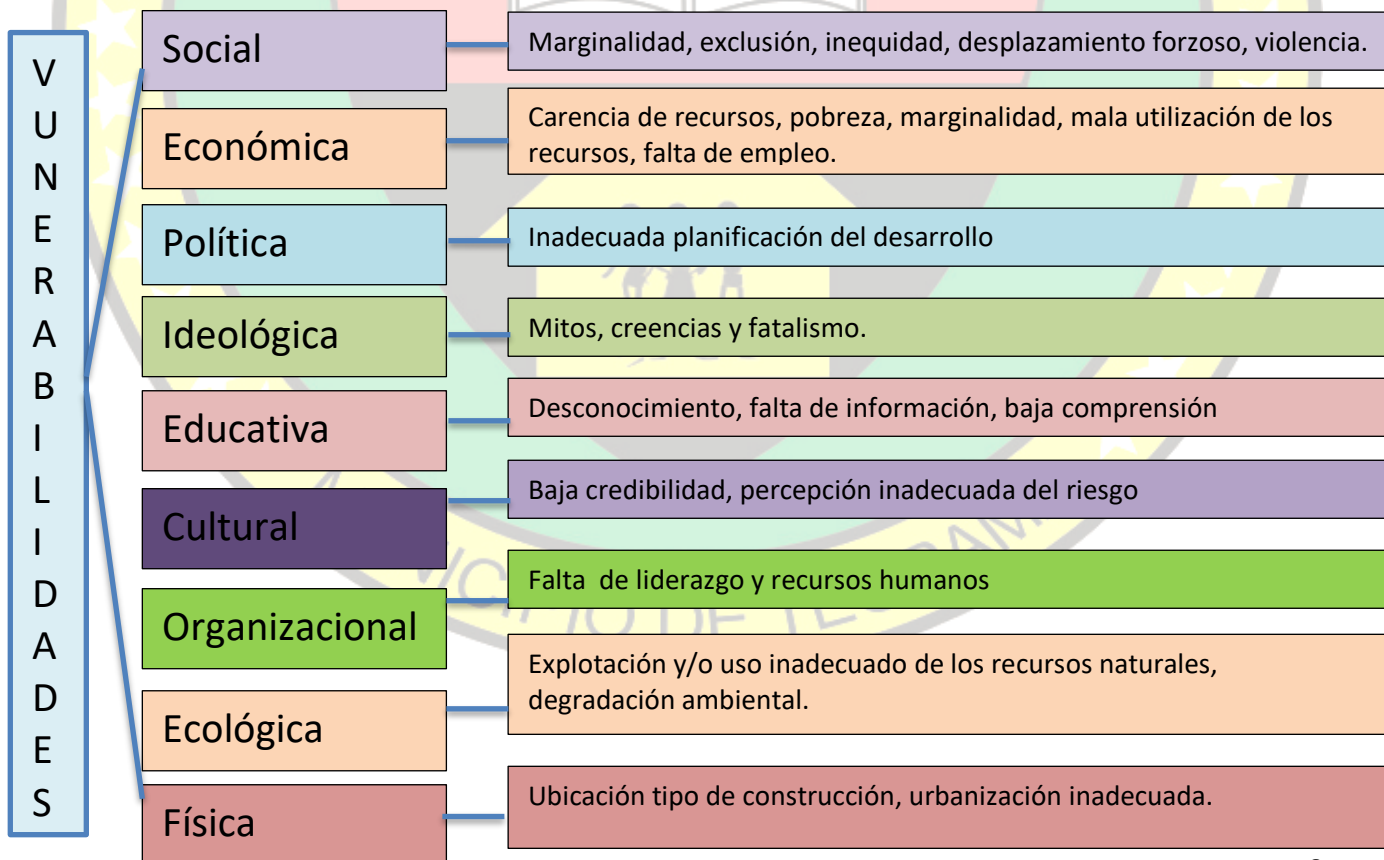 VUNERABILIDADES
Social
Marginalidad, exclusión, inequidad, desplazamiento forzoso, violencia.
Económica
Carencia de recursos, pobreza, marginalidad, mala utilización de los
recursos, falta de empleo.
Política
Inadecuada planificación del desarrollo
Ideológica
Mitos, creencias y fatalismo.
Educativa
Desconocimiento, falta de información, baja comprensión
Cultural
Baja credibilidad, percepción inadecuada del riesgo
Organizacional
Falta  de liderazgo y recursos humanos
Ecológica
Explotación y/o uso inadecuado de los recursos naturales,
degradación ambiental.
Física
Ubicación tipo de construcción, urbanización inadecuada.